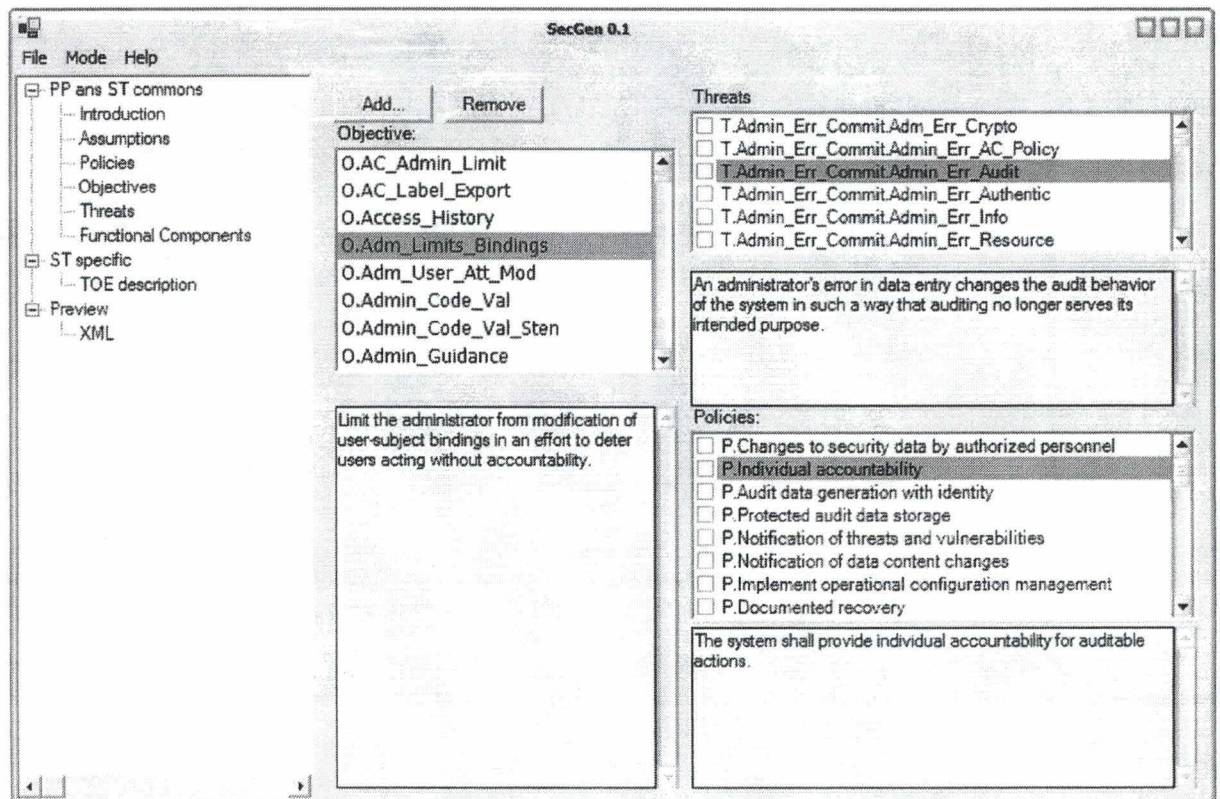 SecGen 0.1
File Mode Help
PP ans ST commons
Introduction
Assumptions
Policies
Objectives
Threats
Functional Components
ST specific
TOE description
Preview
XML
Add... Remove
Objective:
O.AC_Admin_Limit
O.AC_Label_Export
O.Access_History
O.Adm_Limits_Bindings
O.Adm_User_Att_Mod
O.Admin_Code_Val
O.Admin_Code_Val_Sten
O.Admin_Guidance
Limit the administrator from modification of
user-subject bindings in an effort to deter
users acting without accountability.
Threats
T.Admin_Err_Commit.Adm_Err_Crypto
T.Admin_Err_Commit.Admin_Err_AC_Policy
T.Admin_Err_Commit.Admin_Err_Audit
T.Admin_Err_Commit.Admin_Err_Authentic
T.Admin_Err_Commit.Admin_Err_Info
T.Admin_Err_Commit.Admin_Err_Resource
An administrator's error in data entry changes the audit behavior
of the system in such a way that auditing no longer serves its
intended purpose.
Policies:
P.Changes to security data by authorized personnel
P.Individual accountability
P.Audit data generation with identity
P.Protected audit data storage
P.Notification of threats and vulnerabilities
P.Notification of data content changes
P.Implement operational configuration management
P.Documented recovery
The system shall provide individual accountability for auditable
actions.